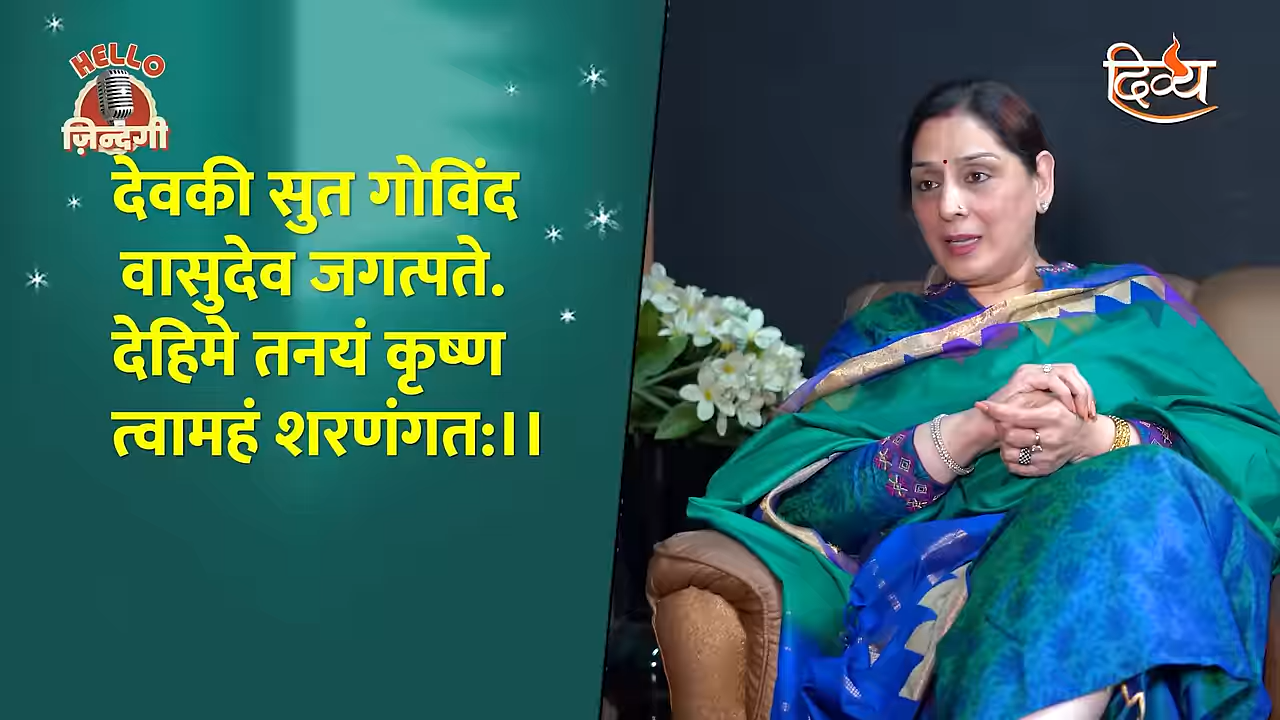 HELLO
ज़िन्दगी
दिव्य
देवकी सुत गोविंद
वासुदेव जगत्पते.
देहिमे तनयं कृष्ण
त्वामहं शरणंगत:।।